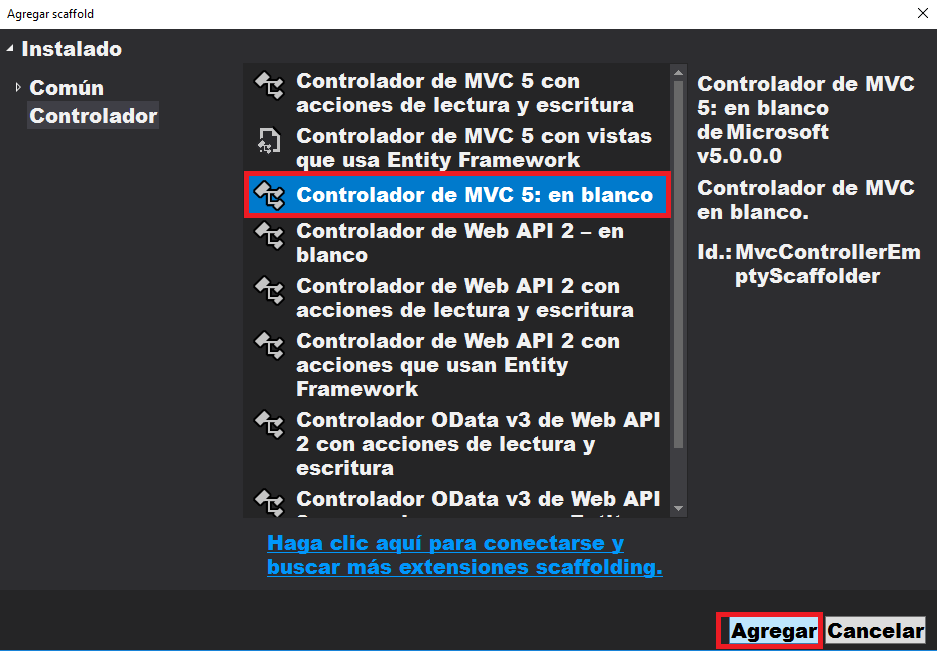 Agregar scaffold
Instalado
Común
Controlador
Controlador de MVC 5 con
acciones de lectura y escritura
Controlador de MVC 5 con vistas
que usa Entity Framework
Controlador de MVC 5: en blanco
Controlador de Web API 2 – en
blanco
Controlador de Web API 2 con
acciones de lectura y escritura
Controlador de Web API 2 con
acciones que usan Entity
Framework
Controlador OData v3 de Web API
2 con acciones de lectura y
escritura
Controlador OData v3 de Web API
Haga clic aquí para conectarse y
buscar más extensiones scaffolding.
Controlador de MVC
5: en blanco
de Microsoft
v5.0.0.0
Controlador de MVC
en blanco.
Id.: MvcControllerEm
ptyScaffolder
Agregar
Cancelar